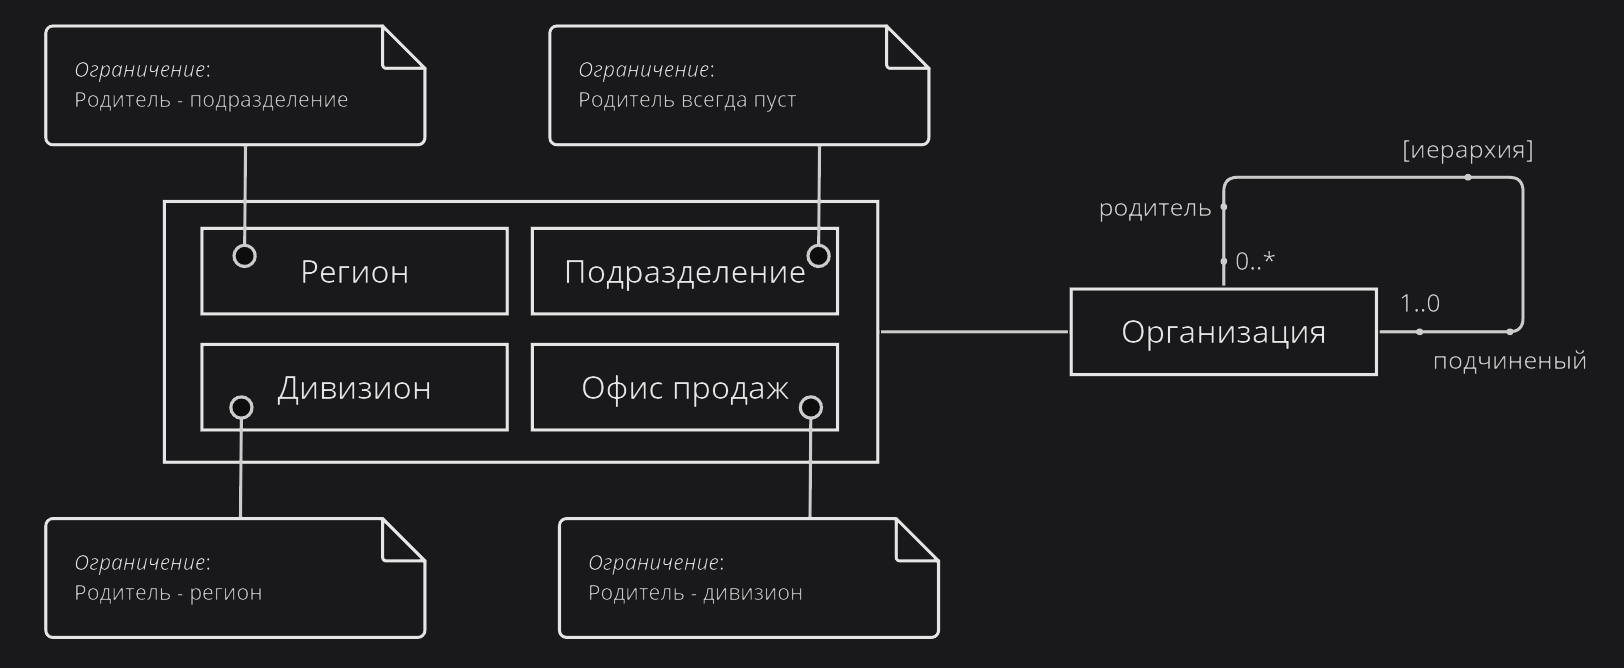 Ограничение:
Родитель - подразделение
Ограничение:
Родитель всегда пуст
[иерархия]
родитель
0..*
Регион
Подразделение
1..0
Организация
подчиненый
Дивизион
Офис продаж
Ограничение:
Родитель - регион
Ограничение:
Родитель - дивизион